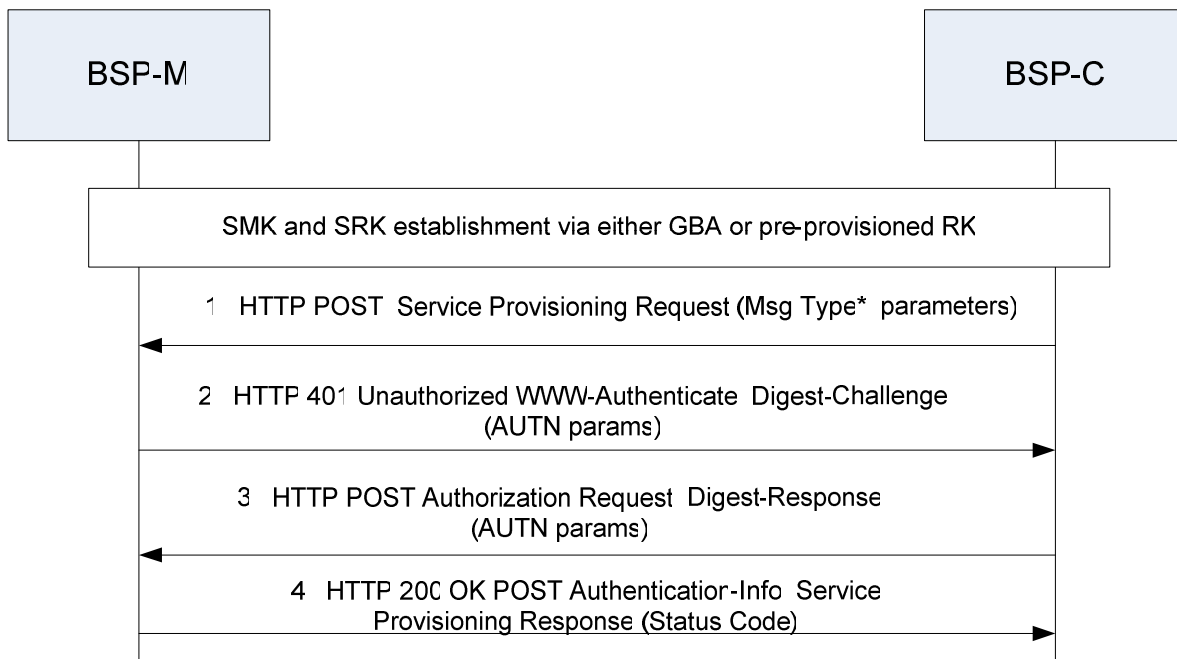 BSP-M
BSP-C
SMK and SRK establishment via either GBA or pre-provisioned RK
1 HTTP POST Service Provisioning Request (Msg Type* parameters)
2 HTTP 401 Unauthorized WWW-Authenticate Digest-Challenge
(AUTN params)
3 HTTP POST Authorization Request Digest-Response
(AUTN params)
4 HTTP 200 OK POST Authentication-Info Service
Provisioning Response (Status Code)